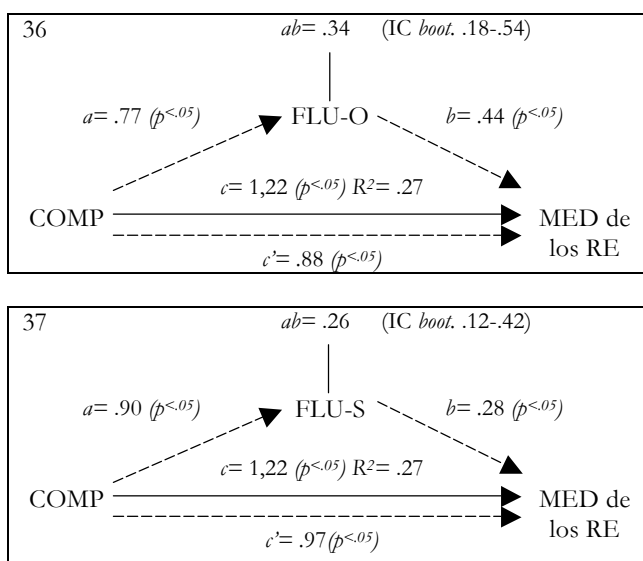 36 ab= .34 (IC boot. .18-.54)
a= .77 (p<.05) FLU-O b= .44 (p<.05)
c= 1,22 (p<.05) R²= .27
COMP MED de
los RE
c’= .88 (p<.05)
37 ab= .26 (IC boot. .12-.42)
a= .90 (p<.05) FLU-S b= .28 (p<.05)
c= 1,22 (p<.05) R²= .27
COMP MED de
los RE
c’= .97(p<.05)